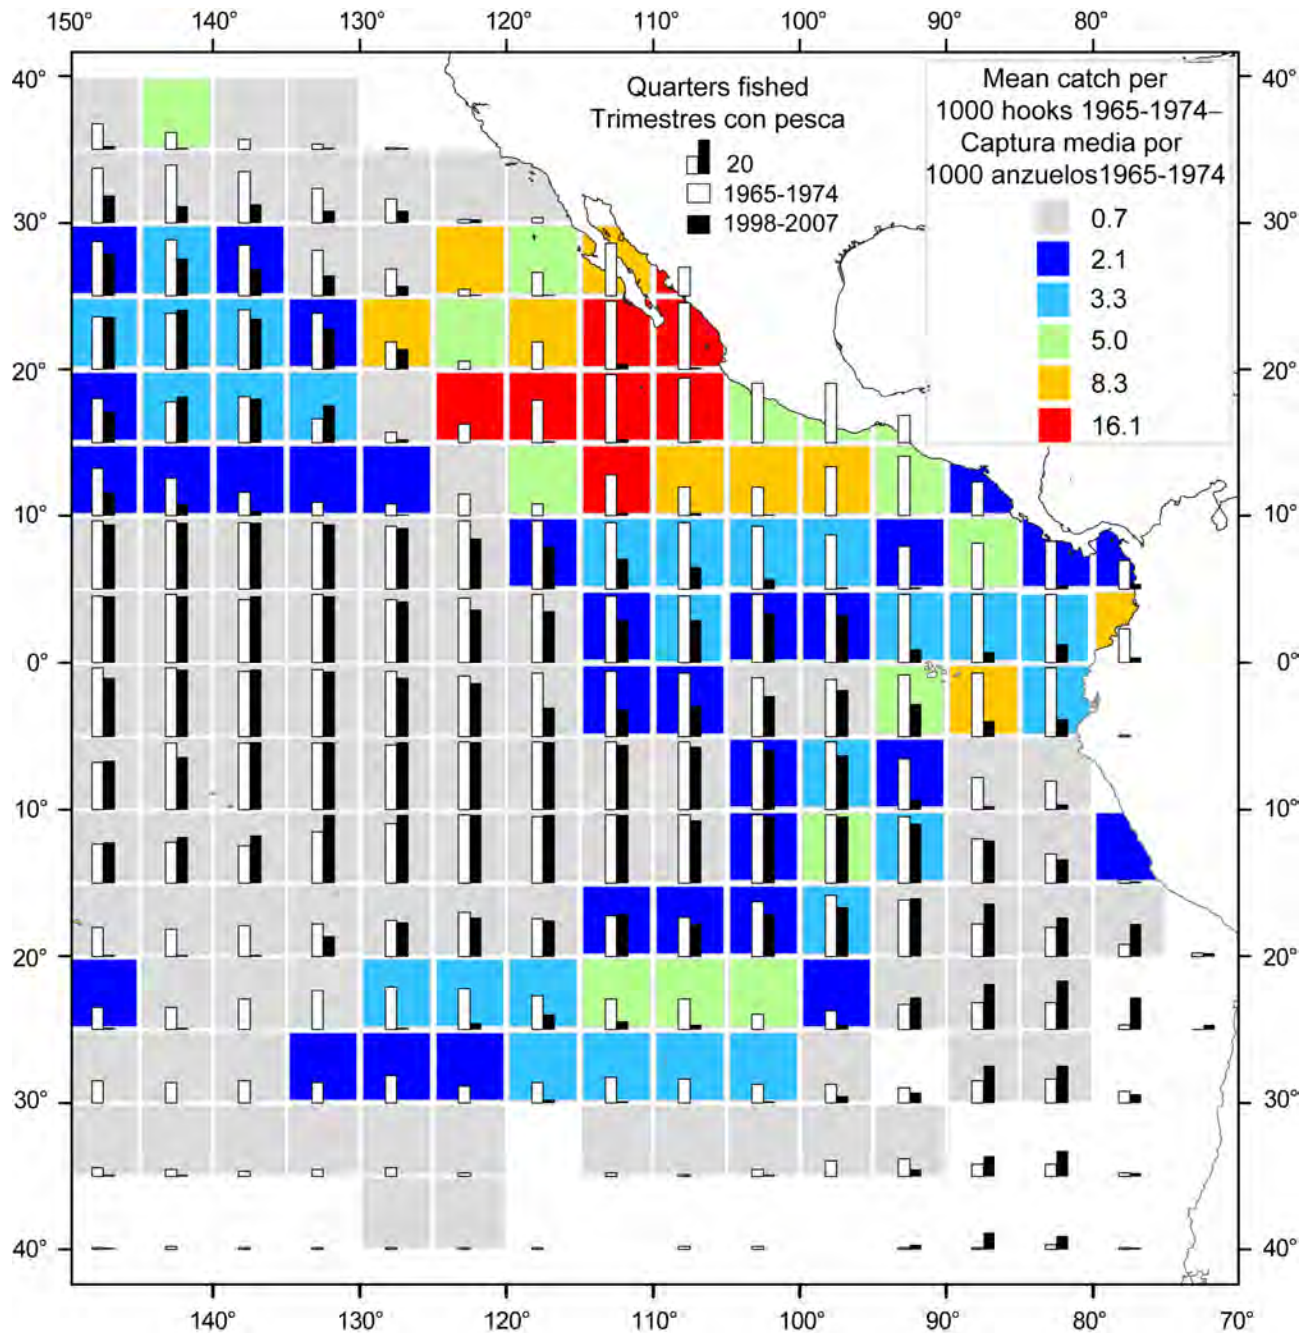 150° 140° 130° 120° 110° 100° 90° 80°
40° 40°
30° 30°
20° 20°
10° 10°
0° 0°
10° 10°
20° 20°
30° 30°
40° 40°
140° 130° 120° 110° 100° 90° 80° 70°
Quarters fished
Trimestres con pesca
20
1965-1974
1998-2007
Mean catch per
1000 hooks 1965-1974–
Captura media por
1000 anzuelos1965-1974
0.7
2.1
3.3
5.0
8.3
16.1